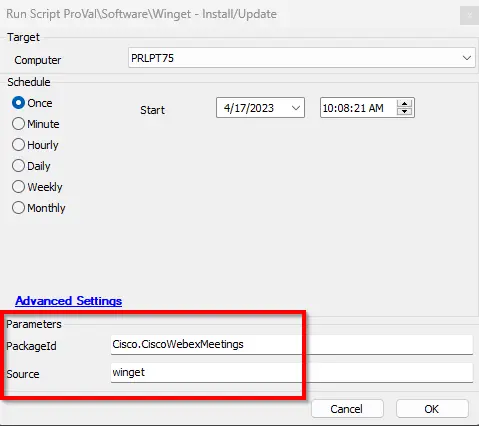 Run Script ProVal\Software\Winget - Install/Update
Target
Computer PRLPT75
Schedule
Once Start 4/17/2023 10:08:21 AM
Minute
Hourly
Daily
Weekly
Monthly
Advanced Settings
Parameters
PackageId Cisco.CiscoWebexMeetings
Source winget
Cancel OK